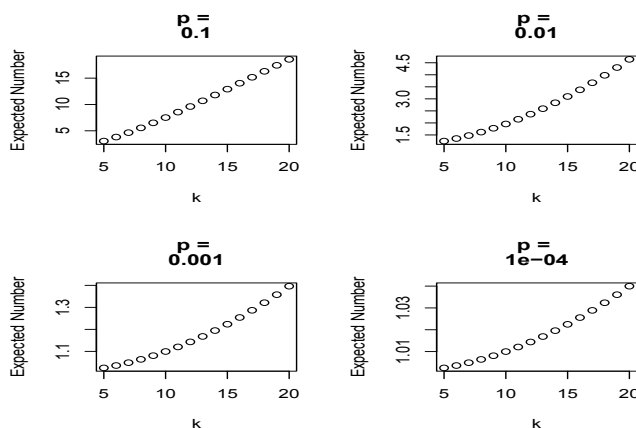 p =
0.1
Expected Number
15
10
5
5 10 15 20
k
p =
0.01
Expected Number
4.5
3.0
1.5
5 10 15 20
k
p =
0.001
Expected Number
1.3
1.1
5 10 15 20
k
p =
1e−04
Expected Number
1.03
1.01
5 10 15 20
k